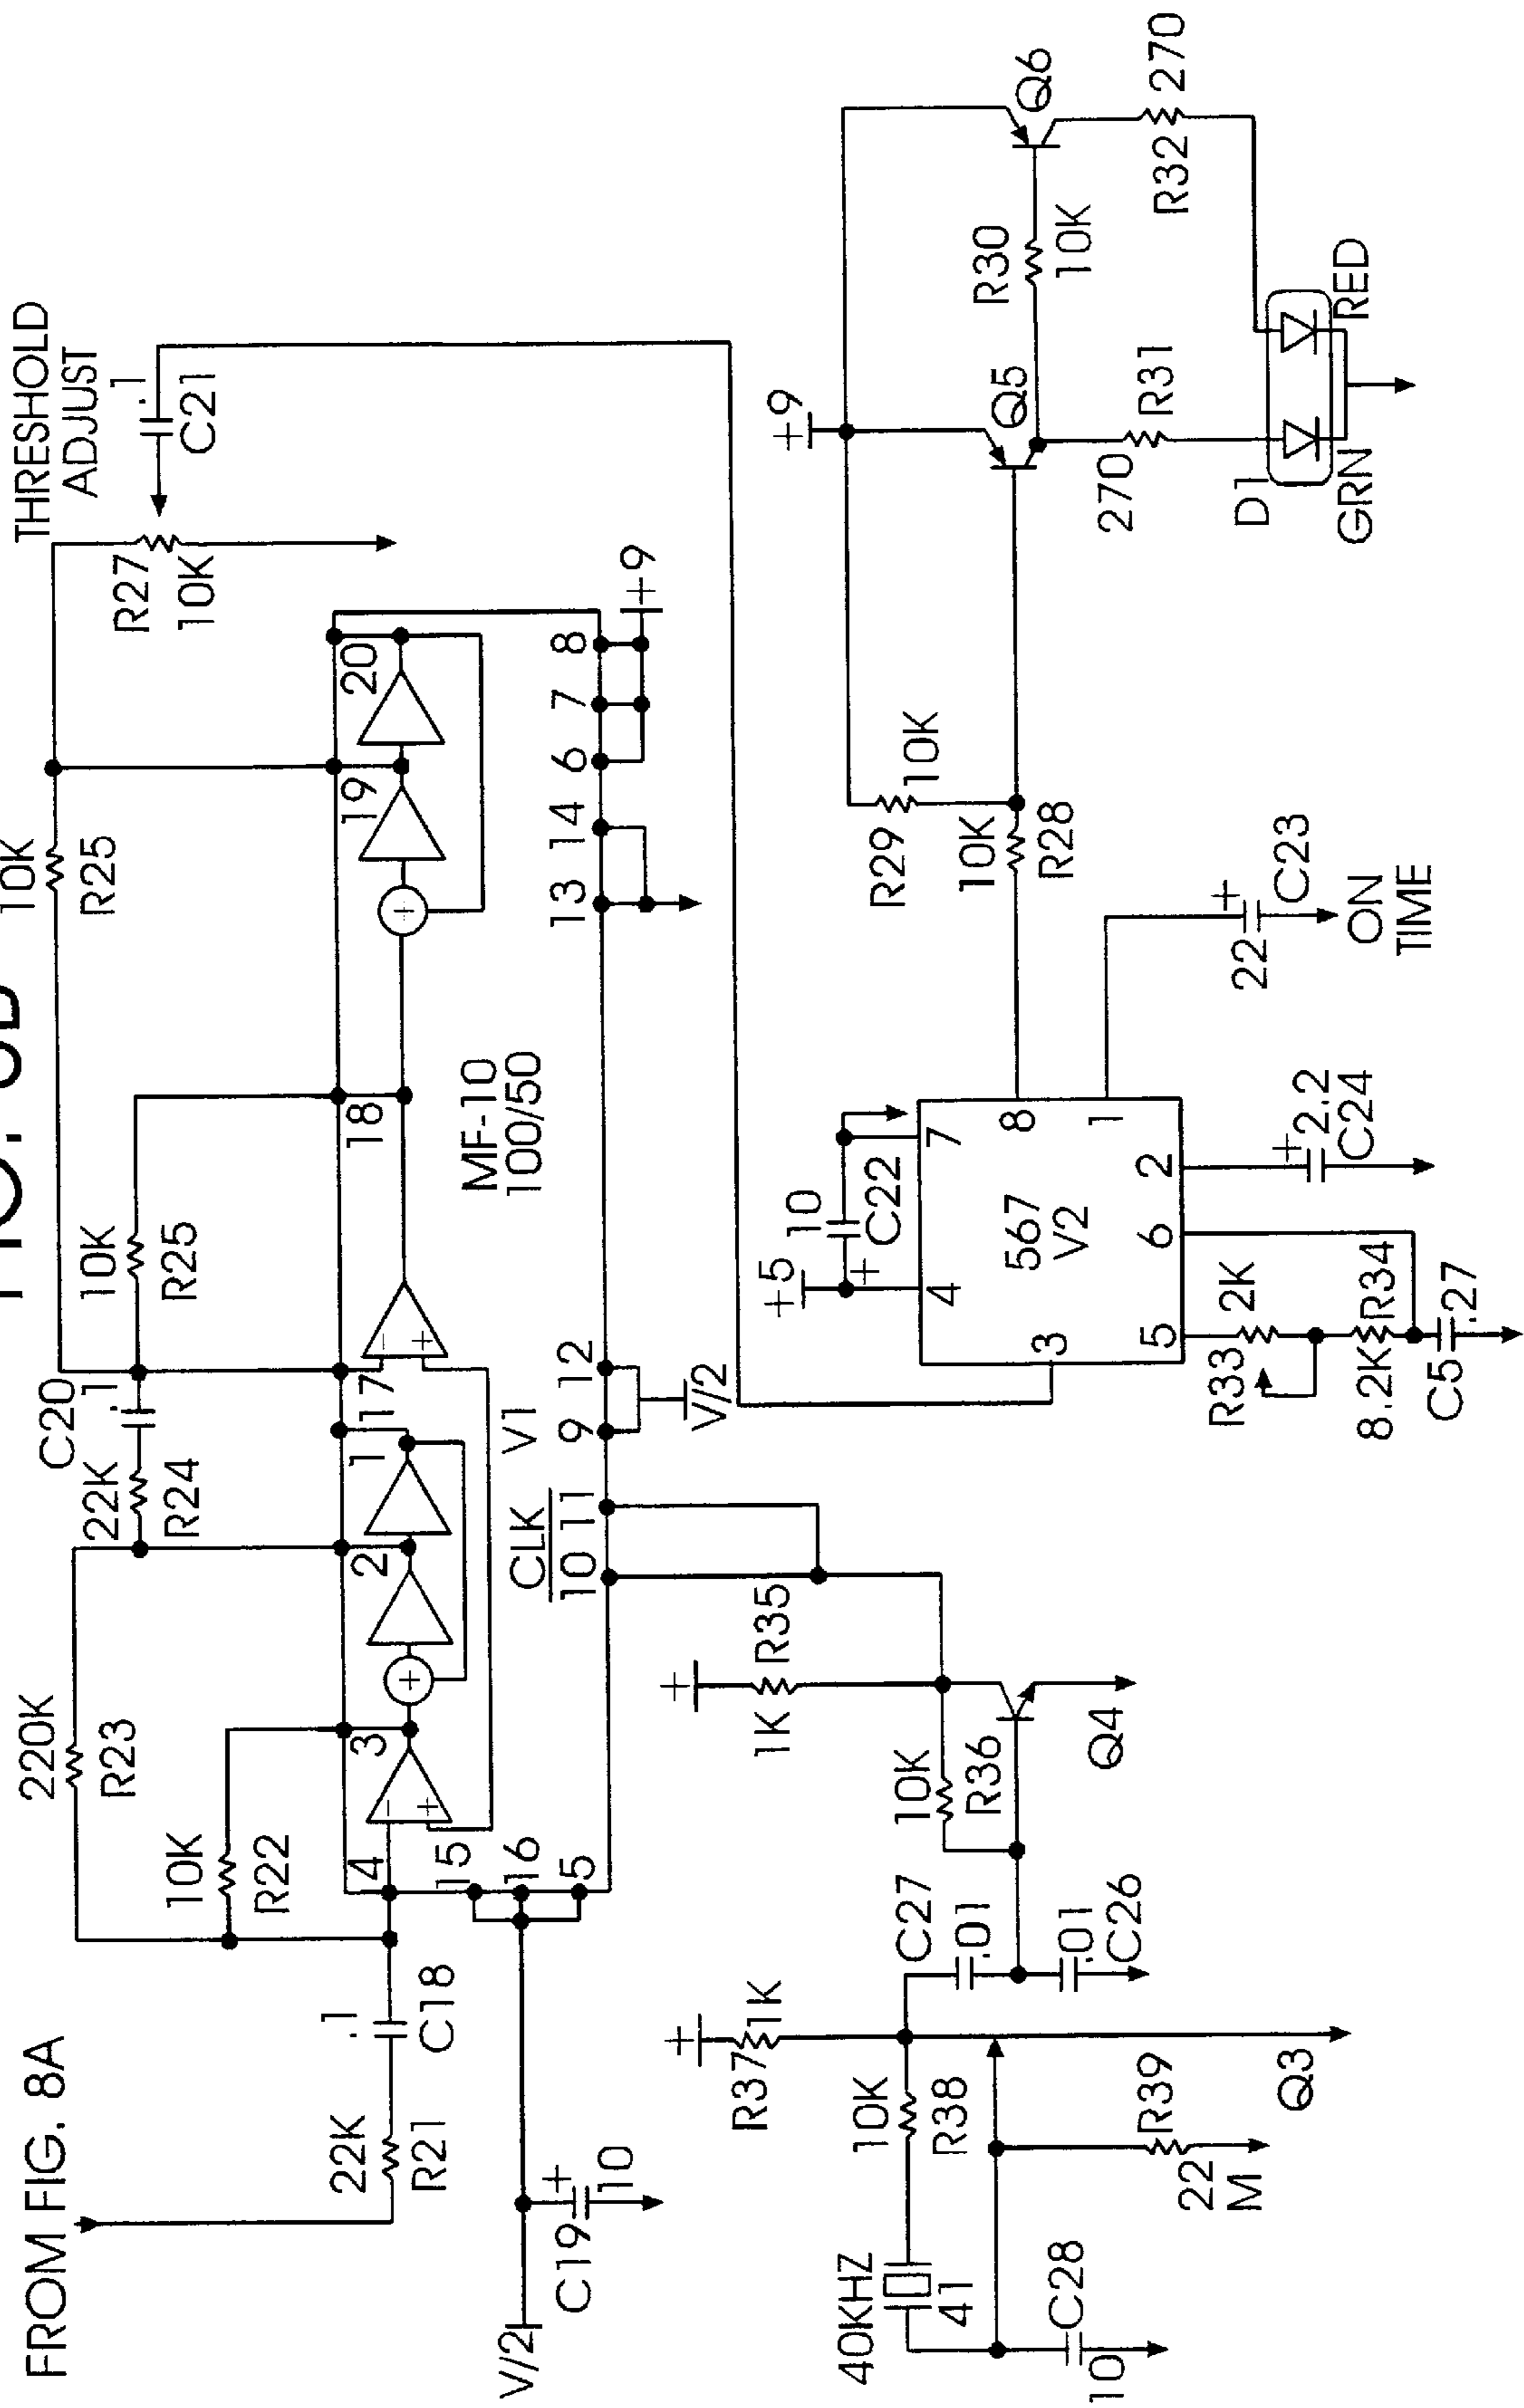 FROM FIG. 8A
THRESHOLD
ADJUST
.1
C21
R27
10K
10K
R25
10K
R25
C20
.1
22K
R24
220K
R23
10K
R22
.1
C18
22K
R21
4
3
2
1
17
18
19
20
15
16
5
CLK
10
11
V1
9
12
13
14
6
7
8
MF-10
100/50
V/2
+9
V/2
C19
+
10
+
R35
1K
10K
R36
Q4
C27
.01
.01
C26
+
R37
1K
10K
R38
40KHZ
41
C28
10
R39
22
M
Q3
+5
10
+
C22
4
7
567
V2
3
8
1
5
6
2
R33
2K
8.2K
R34
C5
.27
+
2.2
C24
22
+
C23
ON
TIME
R29
10K
10K
R28
+9
Q5
R30
10K
Q6
270
R31
R32
270
D1
GRN
RED